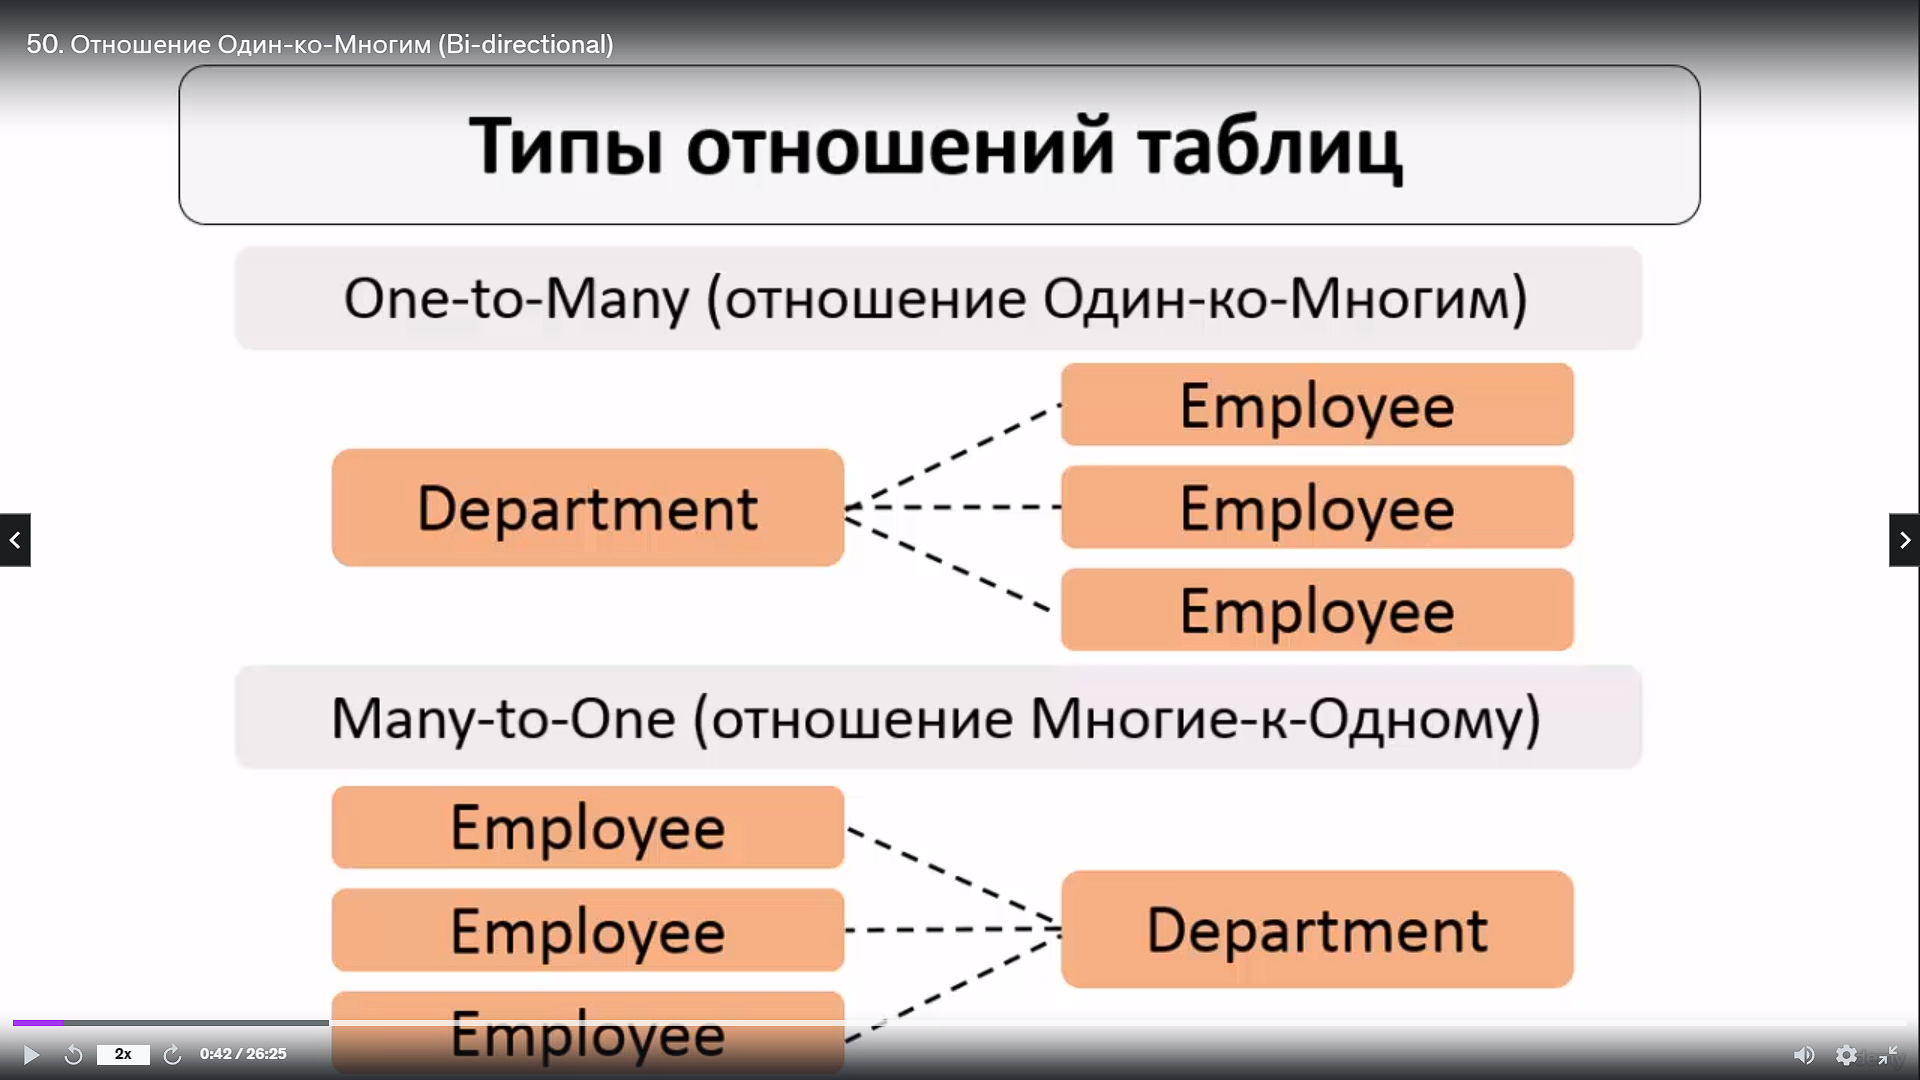 50. Отношение Один-ко-Многим (Bi-directional)
Типы отношений таблиц
One-to-Many (отношение Один-ко-Многим)
Employee
Department
Employee
Employee
Many-to-One (отношение Многие-к-Одному)
Employee
Employee
Department
Employee
2x
0:42 / 26:25